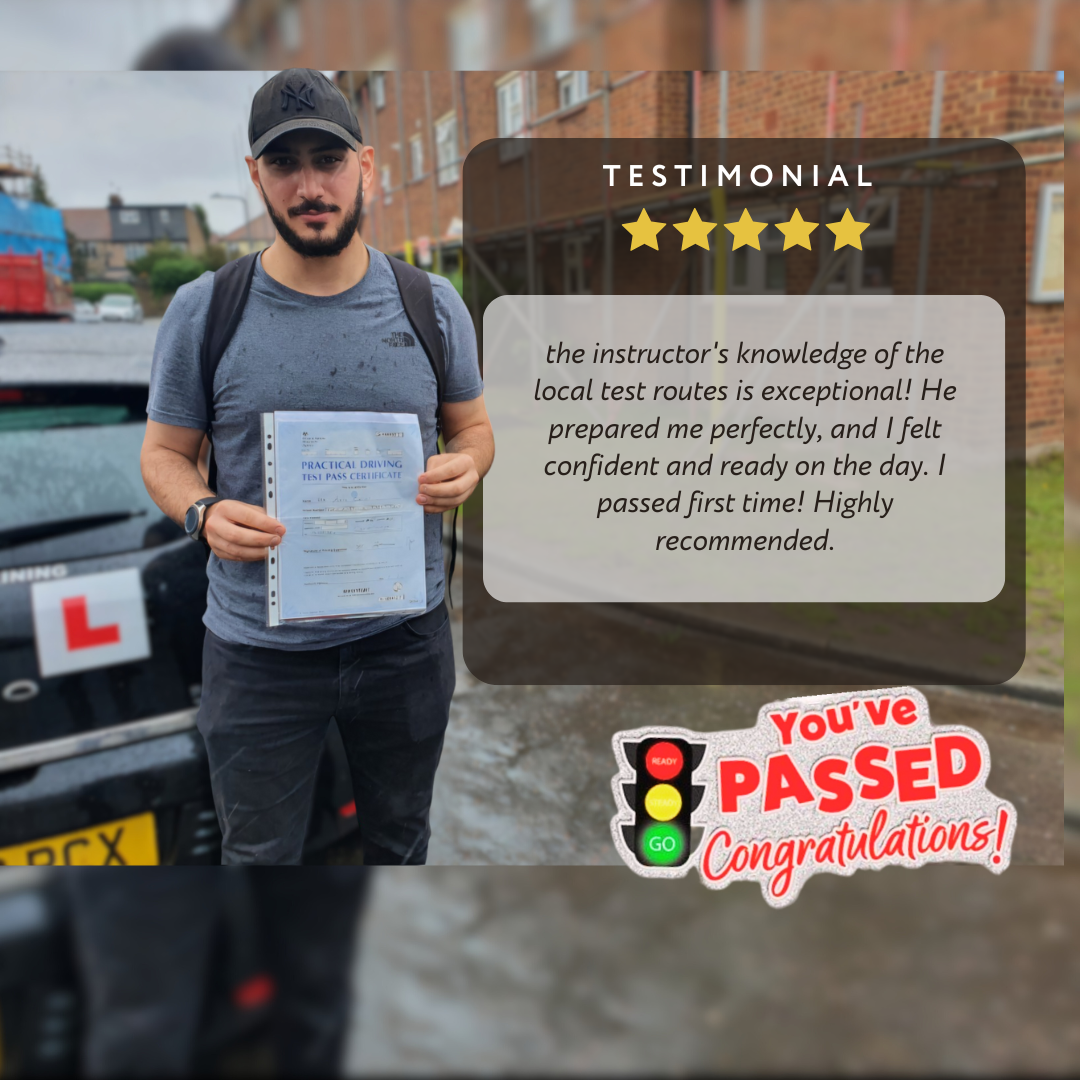 TESTIMONIAL
the instructor's knowledge of the
local test routes is exceptional! He
prepared me perfectly, and I felt
confident and ready on the day. I
passed first time! Highly
recommended.
NY
THE
NORTH
FACE
PRACTICAL DRIVING
TEST PASS CERTIFICATE
INING
L
PCX
You've
PASSED
Congratulations!
READY
GO